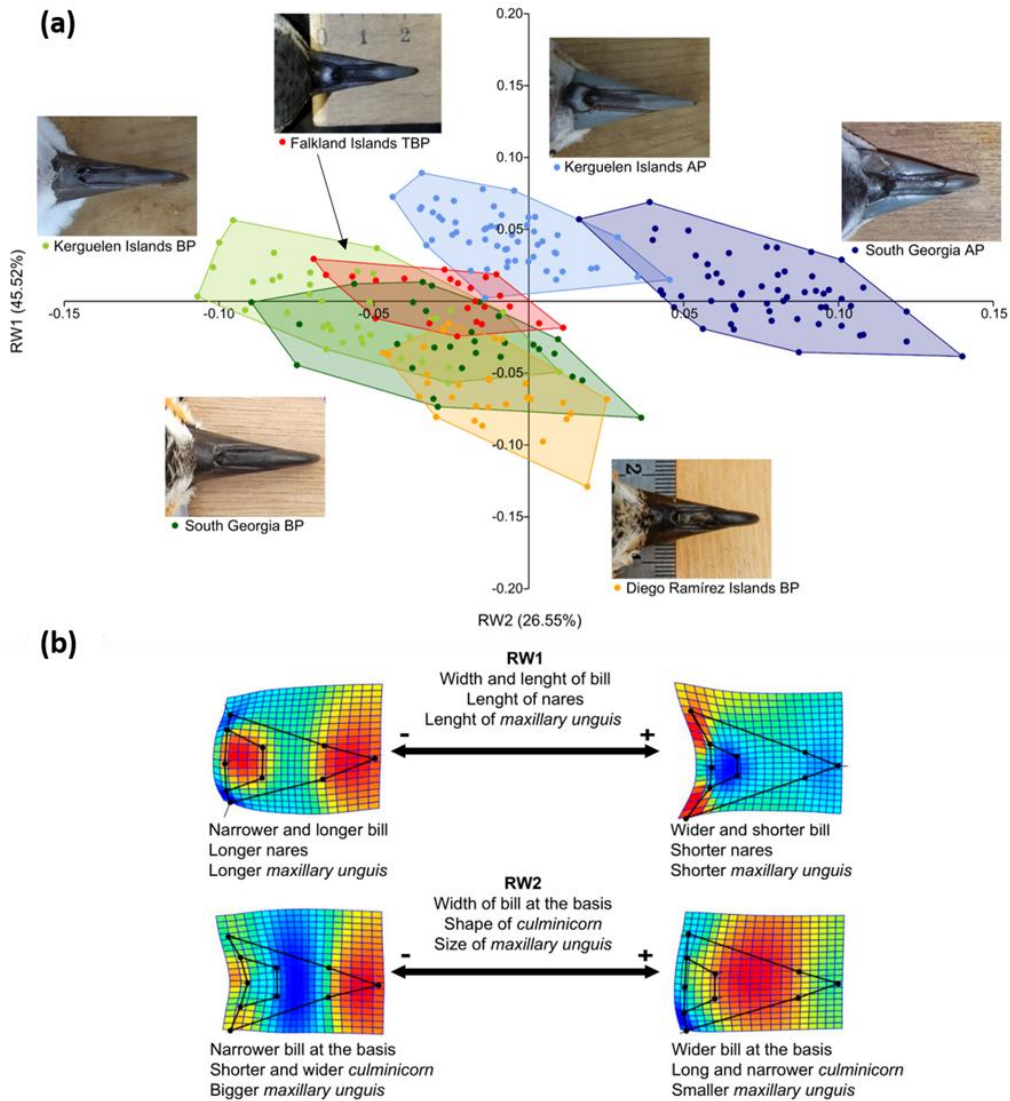 (a)
0.20
0.15
0.10
0.05
-0.05
-0.10
-0.15
-0.20
-0.15
-0.10
-0.05
0.05
0.10
0.15
RW1 (45.52%)
RW2 (26.55%)
0 1 2
Falkland Islands TBP
Kerguelen Islands AP
South Georgia AP
Kerguelen Islands BP
South Georgia BP
2
Diego Ramírez Islands BP
(b)
RW1
Width and lenght of bill
Lenght of nares
Lenght of maxillary unguis
- +
Narrower and longer bill
Longer nares
Longer maxillary unguis
Wider and shorter bill
Shorter nares
Shorter maxillary unguis
RW2
Width of bill at the basis
Shape of culminicorn
Size of maxillary unguis
- +
Narrower bill at the basis
Shorter and wider culminicorn
Bigger maxillary unguis
Wider bill at the basis
Long and narrower culminicorn
Smaller maxillary unguis